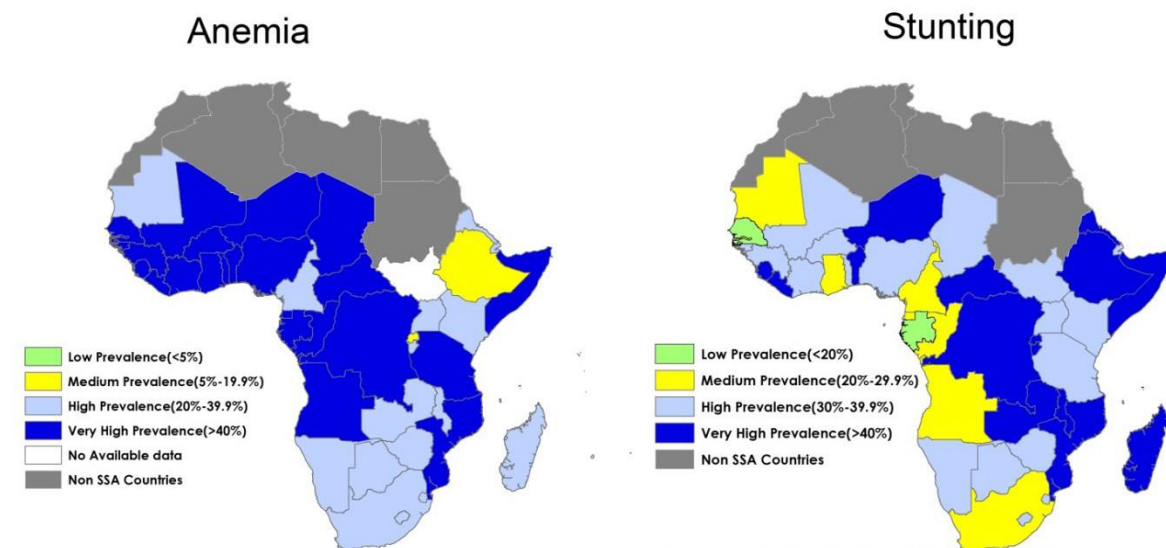 Anemia
Stunting
Low Prevalence(<5%)
Medium Prevalence(5%-19.9%)
High Prevalence(20%-39.9%)
Very High Prevalence(>40%)
No Available data
Non SSA Countries
Low Prevalence(<20%)
Medium Prevalence(20%-29.9%)
High Prevalence(30%-39.9%)
Very High Prevalence(>40%)
Non SSA Countries